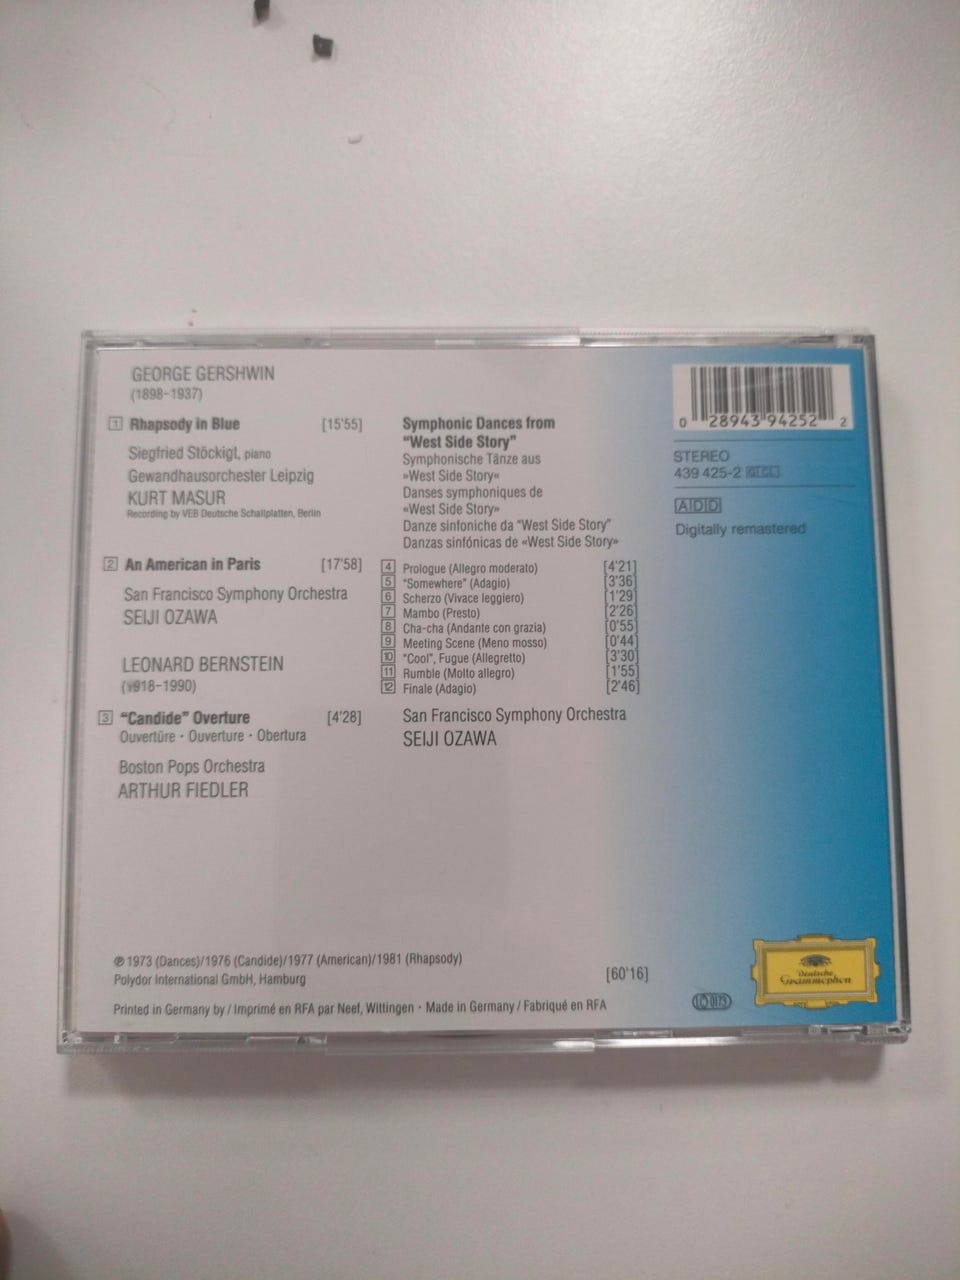 GEORGE GERSHWIN
(1898–1937)
1 Rhapsody in Blue [15'55]
Siegfried Stöckigt, piano
Gewandhausorchester Leipzig
KURT MASUR
Recording by VEB Deutsche Schallplatten, Berlin
2 An American in Paris [17'58]
San Francisco Symphony Orchestra
SEIJI OZAWA
LEONARD BERNSTEIN
(1918–1990)
3 “Candide” Overture [4'28]
Ouvertüre · Ouverture · Obertura
Boston Pops Orchestra
ARTHUR FIEDLER
Symphonic Dances from
“West Side Story”
Symphonische Tänze aus
»West Side Story«
Danses symphoniques de
«West Side Story»
Danze sinfoniche da “West Side Story”
Danzas sinfónicas de «West Side Story»
4 Prologue (Allegro moderato) [4'21]
5 “Somewhere” (Adagio) [3'36]
6 Scherzo (Vivace leggiero) [1'29]
7 Mambo (Presto) [2'26]
8 Cha-cha (Andante con grazia) [0'55]
9 Meeting Scene (Meno mosso) [0'44]
10 “Cool”, Fugue (Allegretto) [3'30]
11 Rumble (Molto allegro) [1'55]
12 Finale (Adagio) [2'46]
San Francisco Symphony Orchestra
SEIJI OZAWA
0 28943 94252 2
STEREO
439 425-2
ADD
Digitally remastered
℗ 1973 (Dances)/1976 (Candide)/1977 (American)/1981 (Rhapsody)
Polydor International GmbH, Hamburg
[60'16]
Printed in Germany by / Imprimé en RFA par Neef, Wittingen · Made in Germany / Fabriqué en RFA
Deutsche
Grammophon